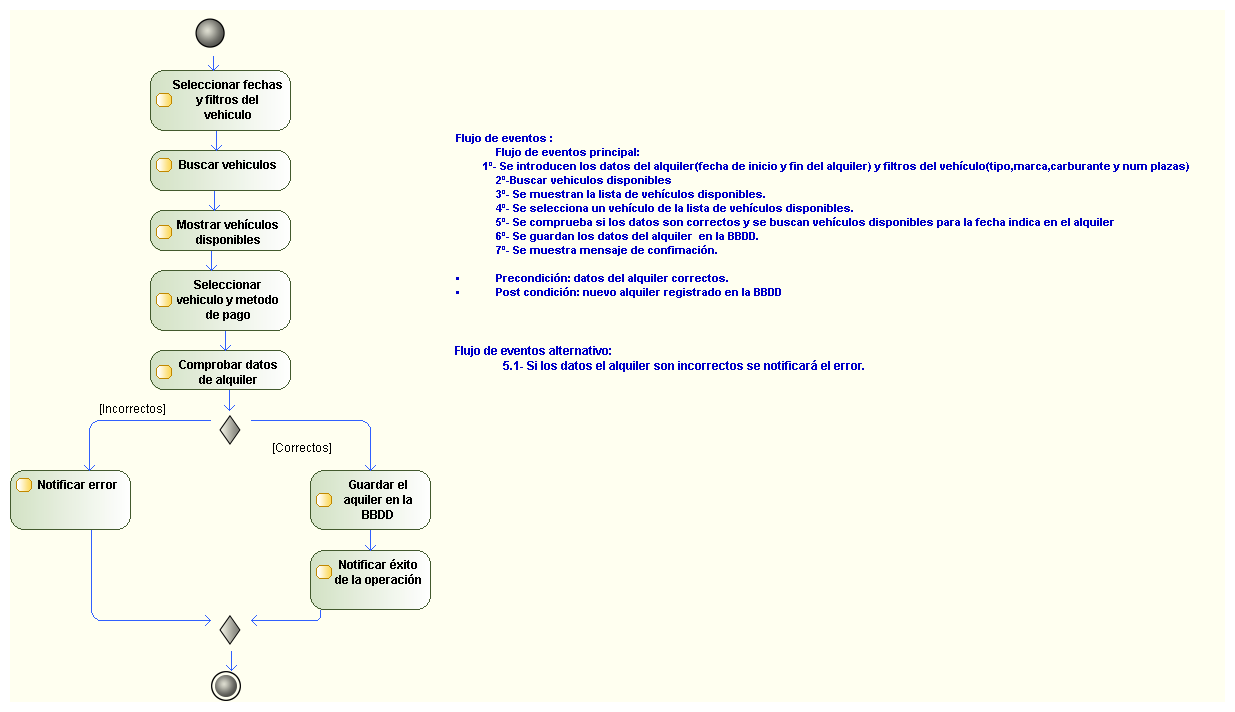 Seleccionar fechas
y filtros del
vehiculo
Buscar vehiculos
Mostrar vehículos
disponibles
Seleccionar
vehiculo y metodo
de pago
Comprobar datos
de alquiler
[Incorrectos]
[Correctos]
Notificar error
Guardar el
aquiler en la
BBDD
Notificar éxito
de la operación
Flujo de eventos :
Flujo de eventos principal:
1º- Se introducen los datos del alquiler(fecha de inicio y fin del alquiler) y filtros del vehículo(tipo,marca,carburante y num plazas)
2º-Buscar vehiculos disponibles
3º- Se muestran la lista de vehículos disponibles.
4º- Se selecciona un vehículo de la lista de vehículos disponibles.
5º- Se comprueba si los datos son correctos y se buscan vehículos disponibles para la fecha indica en el alquiler
6º- Se guardan los datos del alquiler en la BBDD.
7º- Se muestra mensaje de confimación.
• Precondición: datos del alquiler correctos.
• Post condición: nuevo alquiler registrado en la BBDD
Flujo de eventos alternativo:
5.1- Si los datos el alquiler son incorrectos se notificará el error.